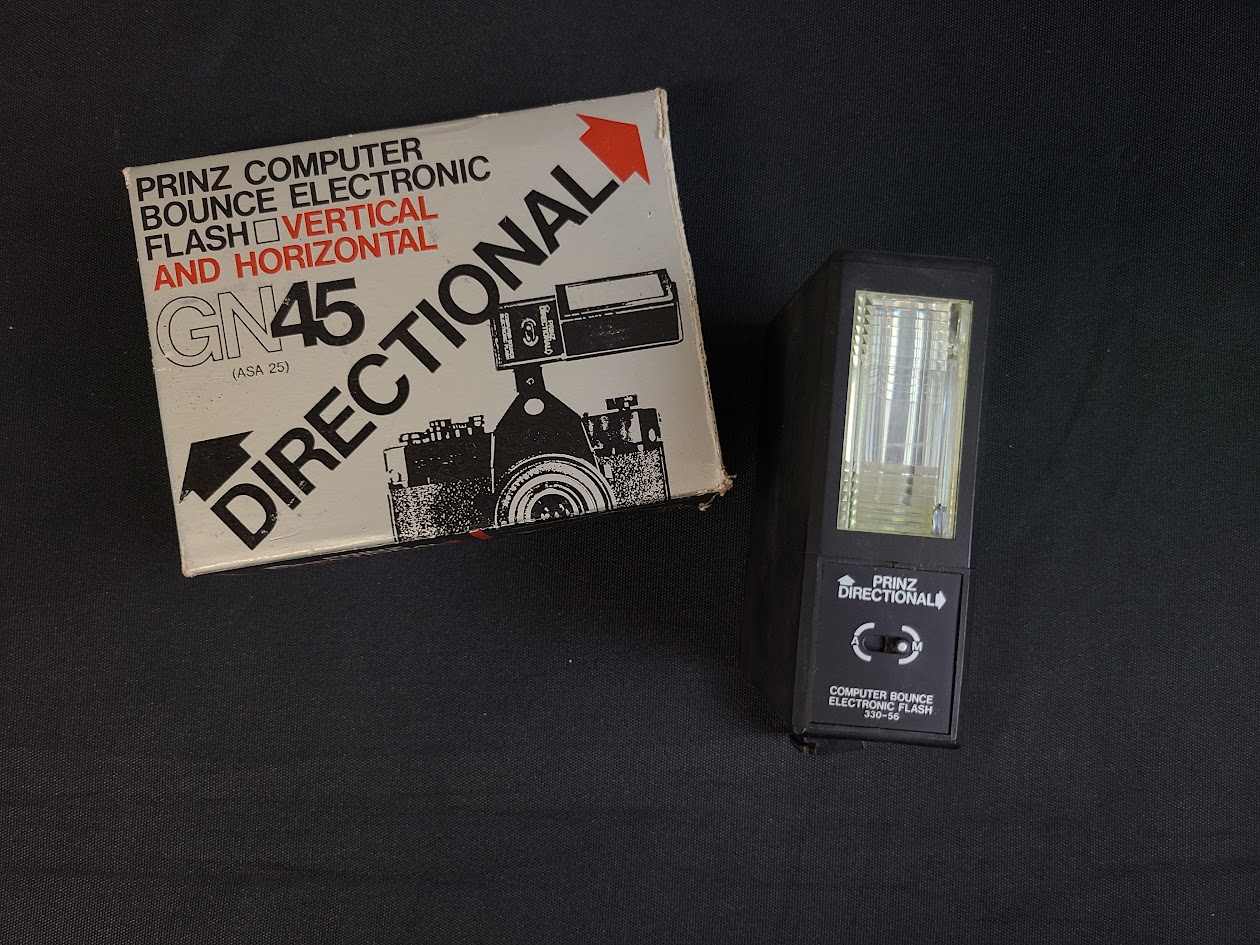 PRINZ COMPUTER
BOUNCE ELECTRONIC
FLASH□VERTICAL
AND HORIZONTAL
GN45
(ASA 25)
DIRECTIONAL
PRINZ
DIRECTIONAL
A M
COMPUTER BOUNCE
ELECTRONIC FLASH
330-56